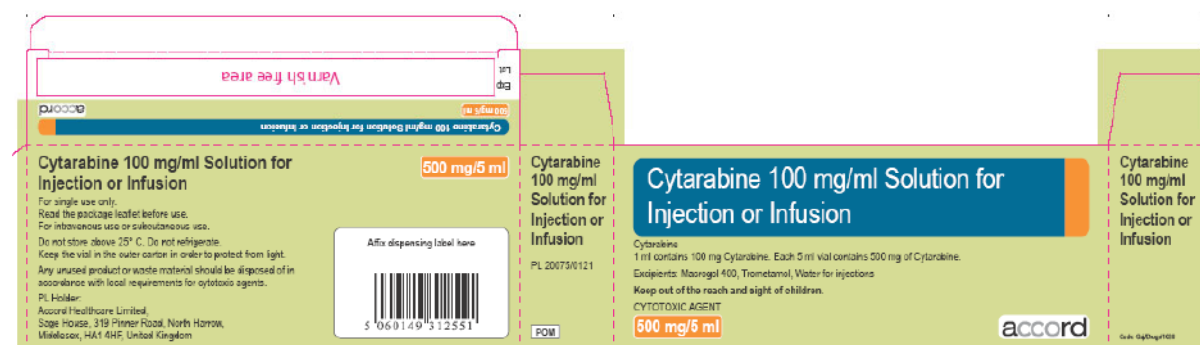 Varnish free area
Lot
Exp
accord
500 mg/5 ml
Cytarabine 100 mg/ml Solution for Injection or Infusion
Cytarabine 100 mg/ml Solution for
Injection or Infusion
500 mg/5 ml
For single use only.
Read the package leaflet before use.
For intravenous use or subcutaneous use.
Do not store above 25° C. Do not refrigerate.
Keep the vial in the outer carton in order to protect from light.
Any unused product or waste material should be disposed of in
accordance with local requirements for cytotoxic agents.
PL Holder:
Accord Healthcare Limited,
Sage House, 319 Pinner Road, North Harrow,
Middlesex, HA1 4HF, United Kingdom
Affix dispensing label here
5 060149 312551
Cytarabine
100 mg/ml
Solution for
Injection or
Infusion
PL 20075/0121
POM
Cytarabine 100 mg/ml Solution for
Injection or Infusion
Cytarabine
1 ml contains 100 mg Cytarabine. Each 5 ml vial contains 500 mg of Cytarabine.
Excipients: Macrogol 400, Trometamol, Water for injections
Keep out of the reach and sight of children.
CYTOTOXIC AGENT
500 mg/5 ml
accord
Cytarabine
100 mg/ml
Solution for
Injection or
Infusion
Code: